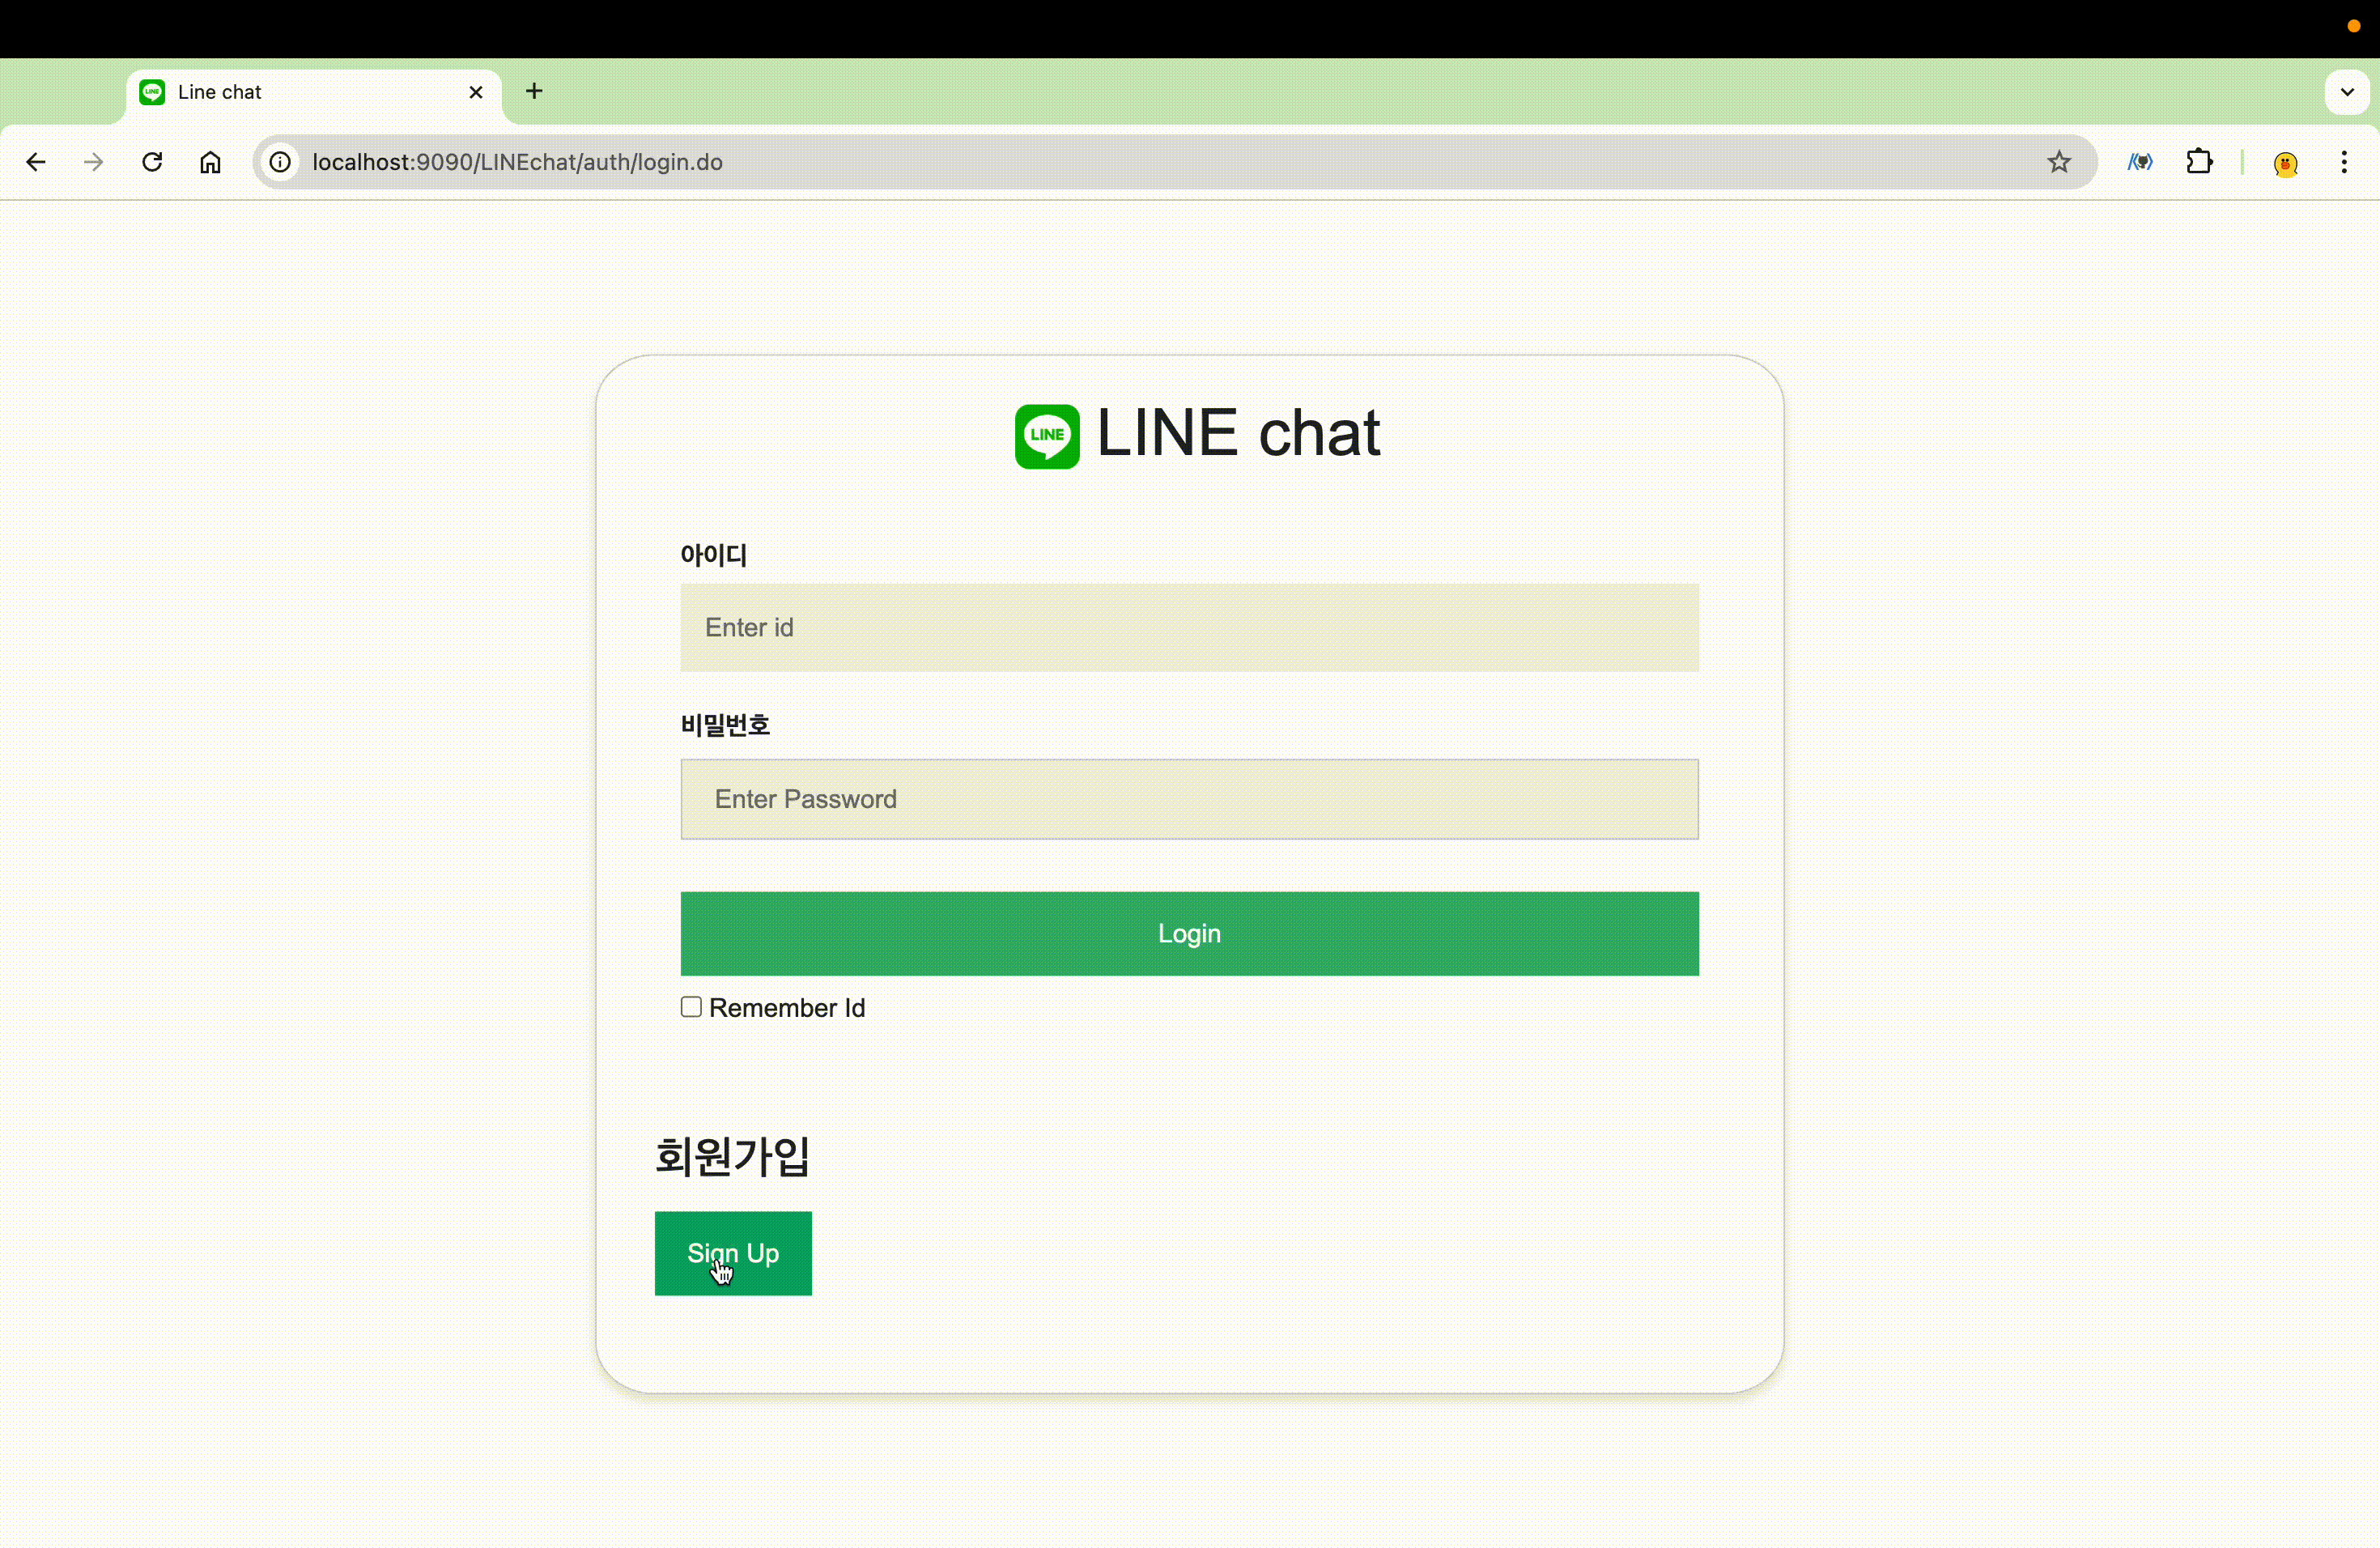 Line chat
localhost:9090/LINEchat/auth/login.do
LINE LINE chat
아이디
Enter id
비밀번호
Enter Password
Login
Remember Id
회원가입
Sign Up